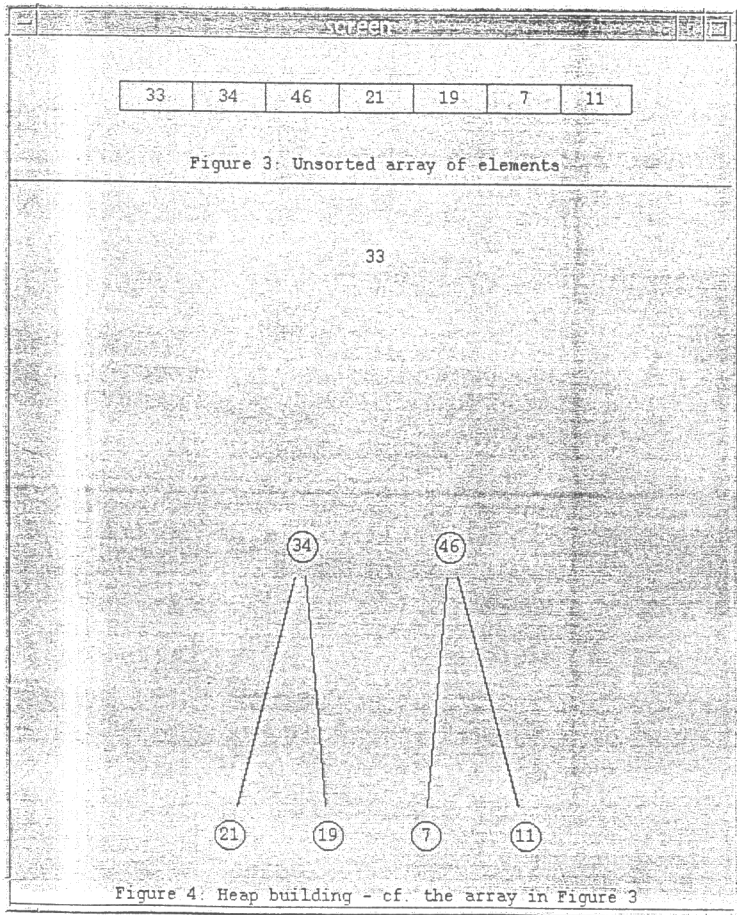 screen
33 34 46 21 19 7 11
Figure 3: Unsorted array of elements
33
34 46
21 19 7 11
Figure 4: Heap building - cf. the array in Figure 3